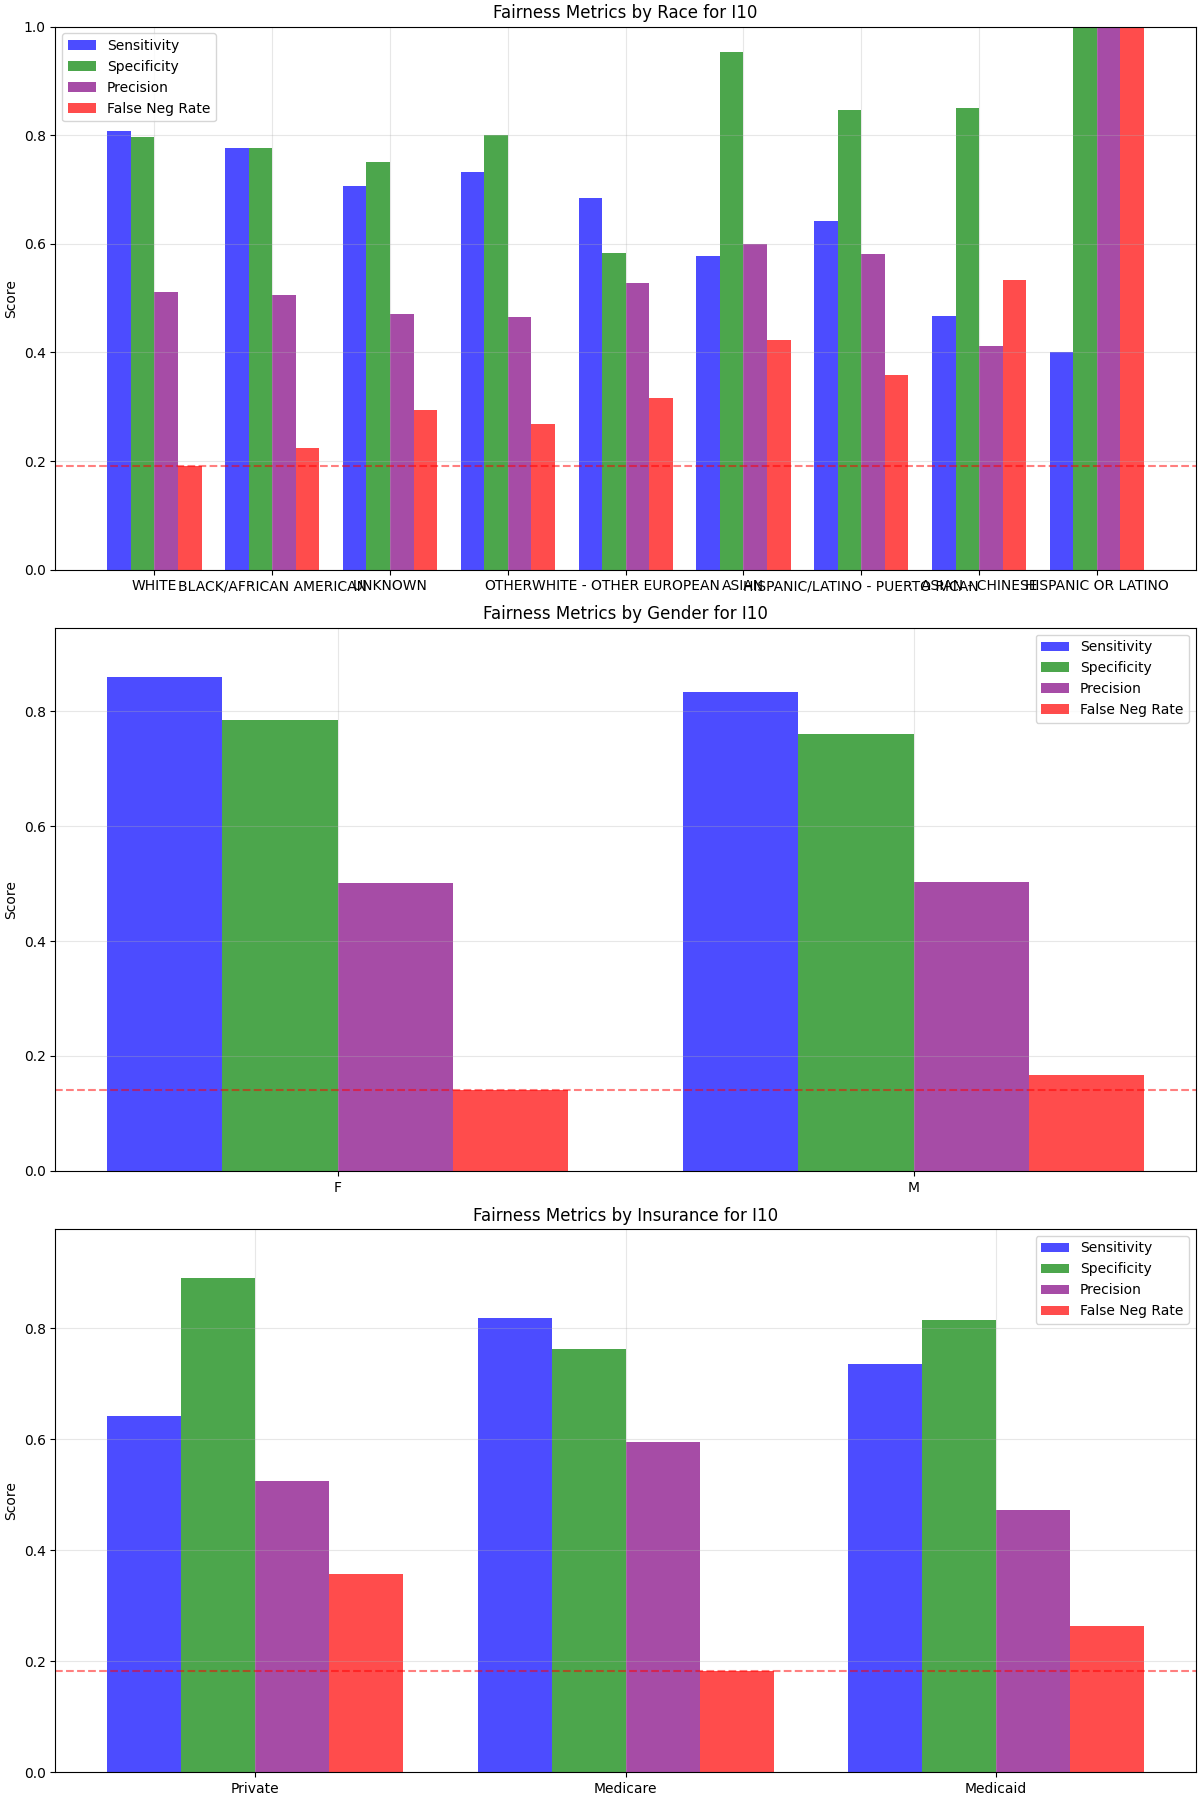 Fairness Metrics by Race for I10
Sensitivity
Specificity
Precision
False Neg Rate
Score
1.0
0.8
0.6
0.4
0.2
0.0
WHITE BLACK/AFRICAN AMERICAN UNKNOWN OTHER WHITE - OTHER EUROPEAN ASIAN HISPANIC/LATINO - PUERTO RICAN ASIAN - CHINESE HISPANIC OR LATINO
Fairness Metrics by Gender for I10
Sensitivity
Specificity
Precision
False Neg Rate
Score
0.8
0.6
0.4
0.2
0.0
F M
Fairness Metrics by Insurance for I10
Sensitivity
Specificity
Precision
False Neg Rate
Score
0.8
0.6
0.4
0.2
0.0
Private Medicare Medicaid